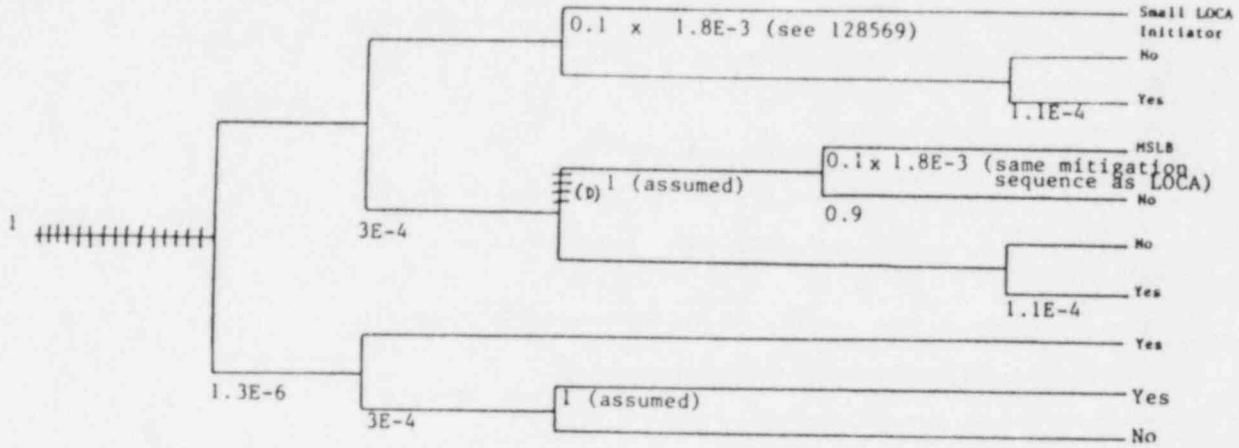 Small LOCA
Initiator
0.1 x 1.8E-3 (see 128569)
No
Yes
1.1E-4
MSLB
0.1 x 1.8E-3 (same mitigation
sequence as LOCA)
1 (assumed)
(D)
No
0.9
1
3E-4
No
Yes
1.1E-4
Yes
1.3E-6
1 (assumed)
Yes
3E-4
No